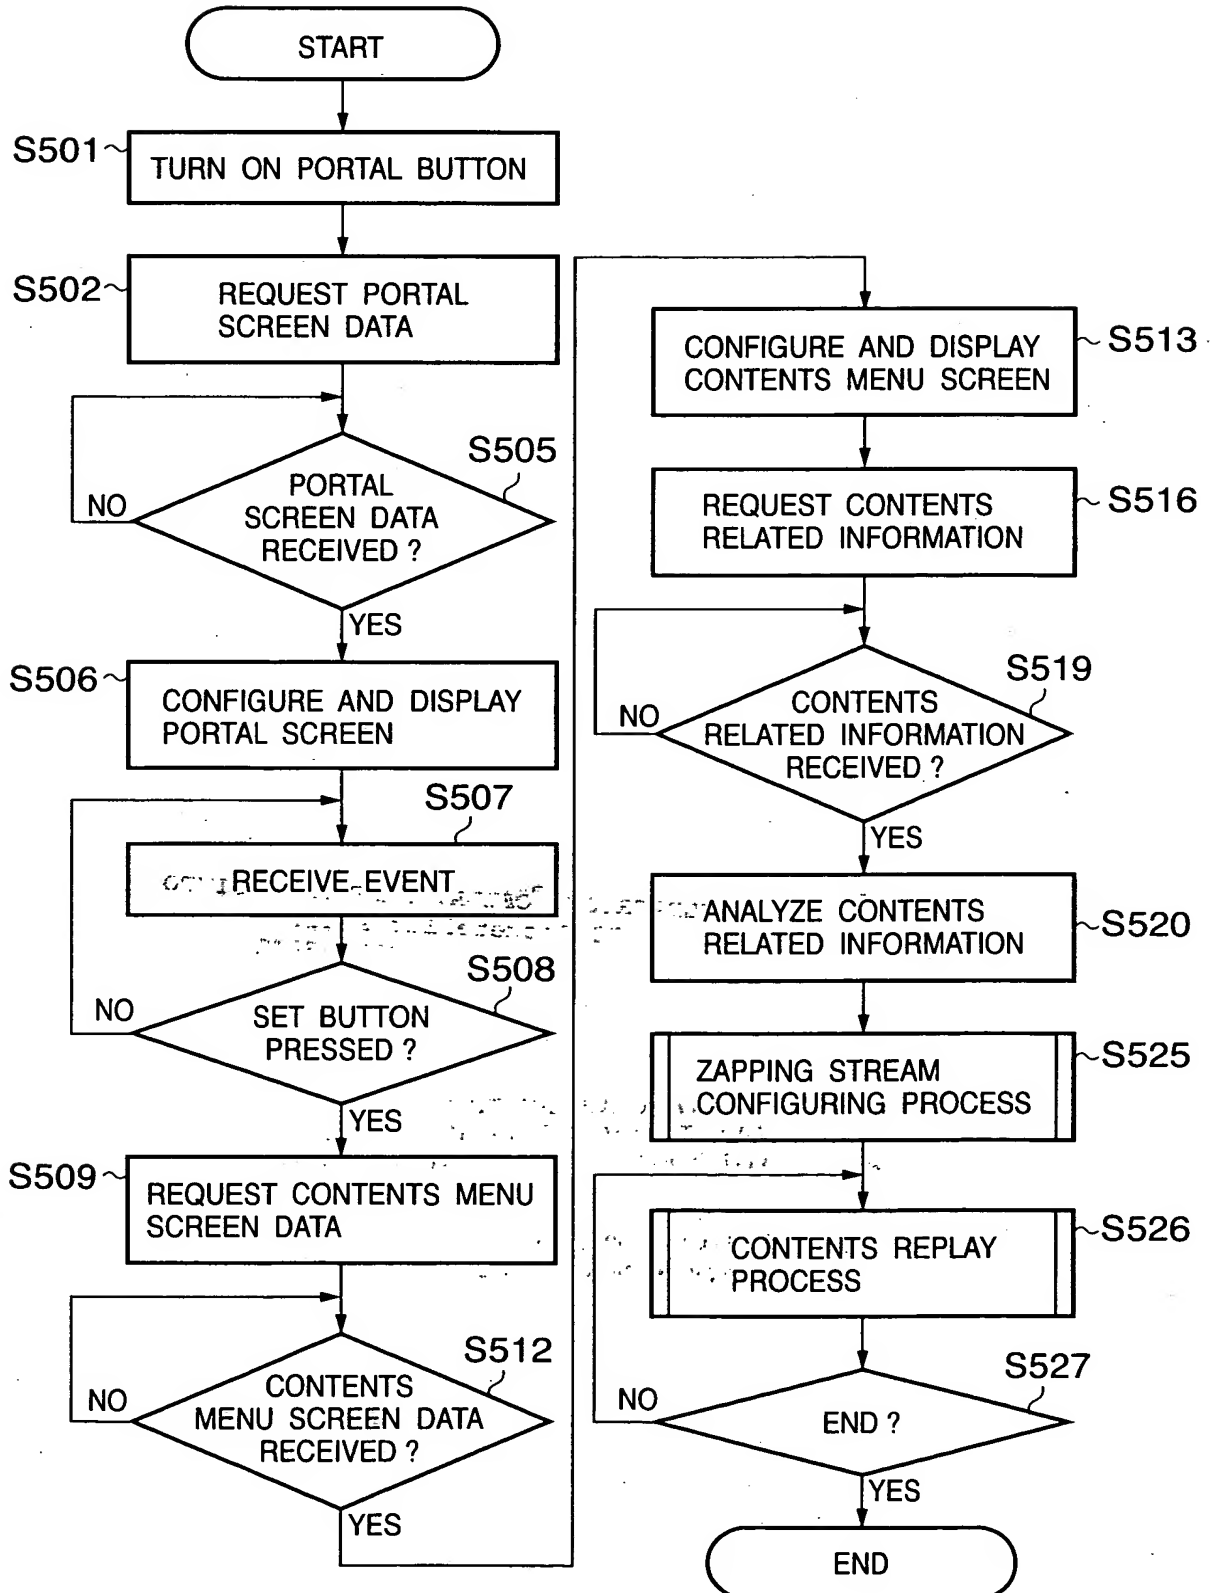 START
S501
TURN ON PORTAL BUTTON
S502
REQUEST PORTAL
SCREEN DATA
S505
PORTAL
SCREEN DATA
RECEIVED ?
NO
YES
S506
CONFIGURE AND DISPLAY
PORTAL SCREEN
S507
RECEIVE EVENT
S508
SET BUTTON
PRESSED ?
NO
YES
S509
REQUEST CONTENTS MENU
SCREEN DATA
S512
CONTENTS
MENU SCREEN DATA
RECEIVED ?
NO
YES
S513
CONFIGURE AND DISPLAY
CONTENTS MENU SCREEN
S516
REQUEST CONTENTS
RELATED INFORMATION
S519
CONTENTS
RELATED INFORMATION
RECEIVED ?
NO
YES
S520
ANALYZE CONTENTS
RELATED INFORMATION
S525
ZAPPING STREAM
CONFIGURING PROCESS
S526
CONTENTS REPLAY
PROCESS
S527
END ?
NO
YES
END